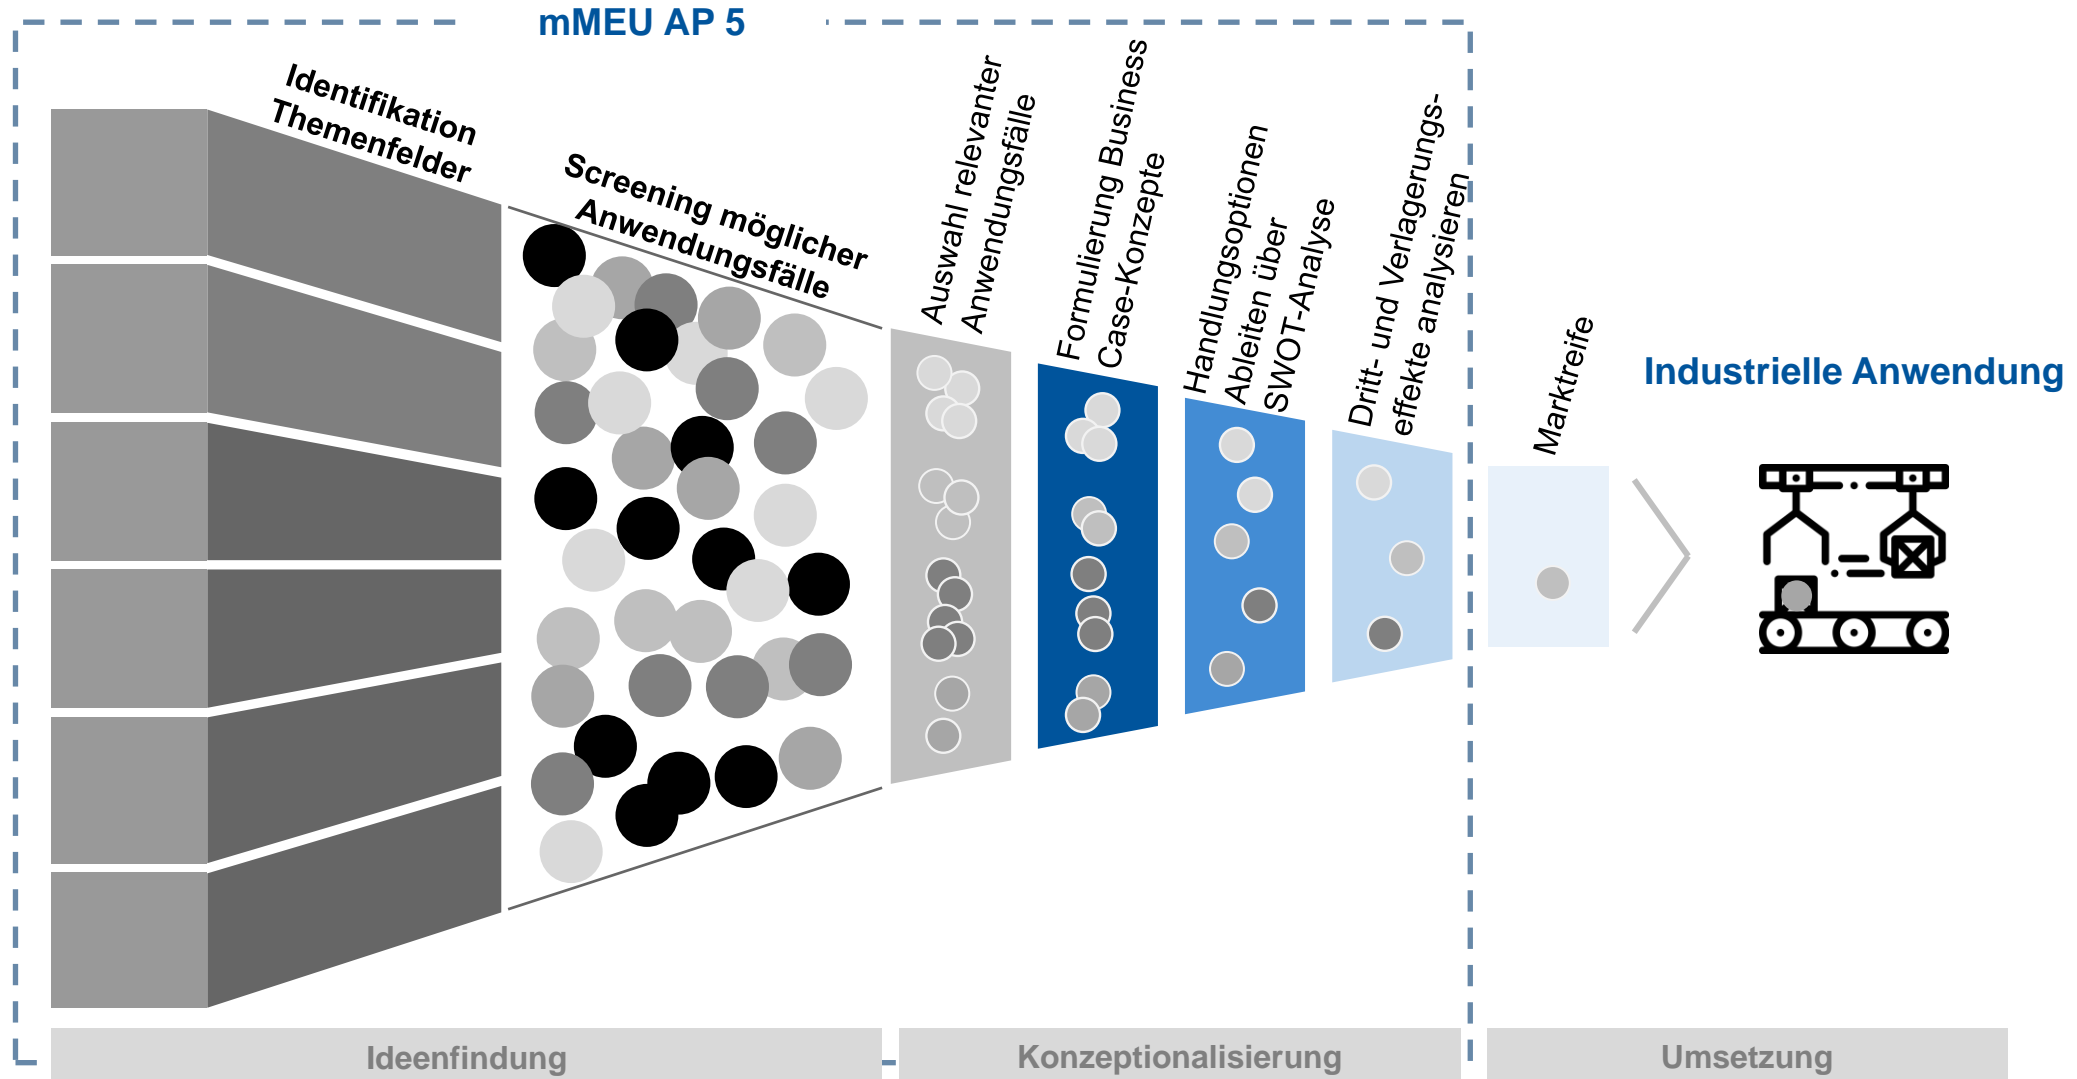 mMEU AP 5
Identifikation
Themenfelder
Screening möglicher
Anwendungsfälle
Auswahl relevanter
Anwendungsfälle
Formulierung Business
Case-Konzepte
Handlungsoptionen
Ableiten über
SWOT-Analyse
Dritt- und Verlagerungs-
effekte analysieren
Marktreife
Industrielle Anwendung
Ideenfindung
Konzeptionalisierung
Umsetzung